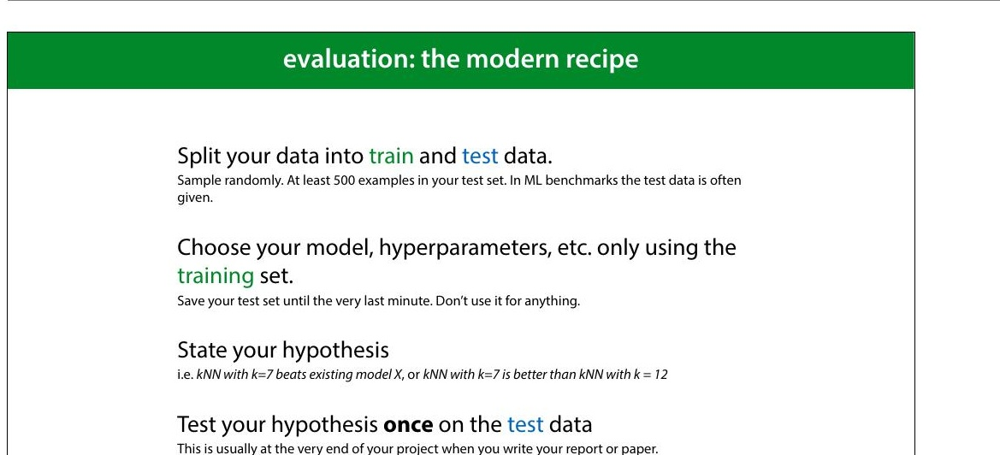 evaluation: the modern recipe
Split your data into train and test data.
Sample randomly. At least 500 examples in your test set. In ML benchmarks the test data is often
given.
Choose your model, hyperparameters, etc. only using the
training set.
Save your test set until the very last minute. Don’t use it for anything.
State your hypothesis
i.e. kNN with k=7 beats existing model X, or kNN with k=7 is better than kNN with k = 12
Test your hypothesis once on the test data
This is usually at the very end of your project when you write your report or paper.